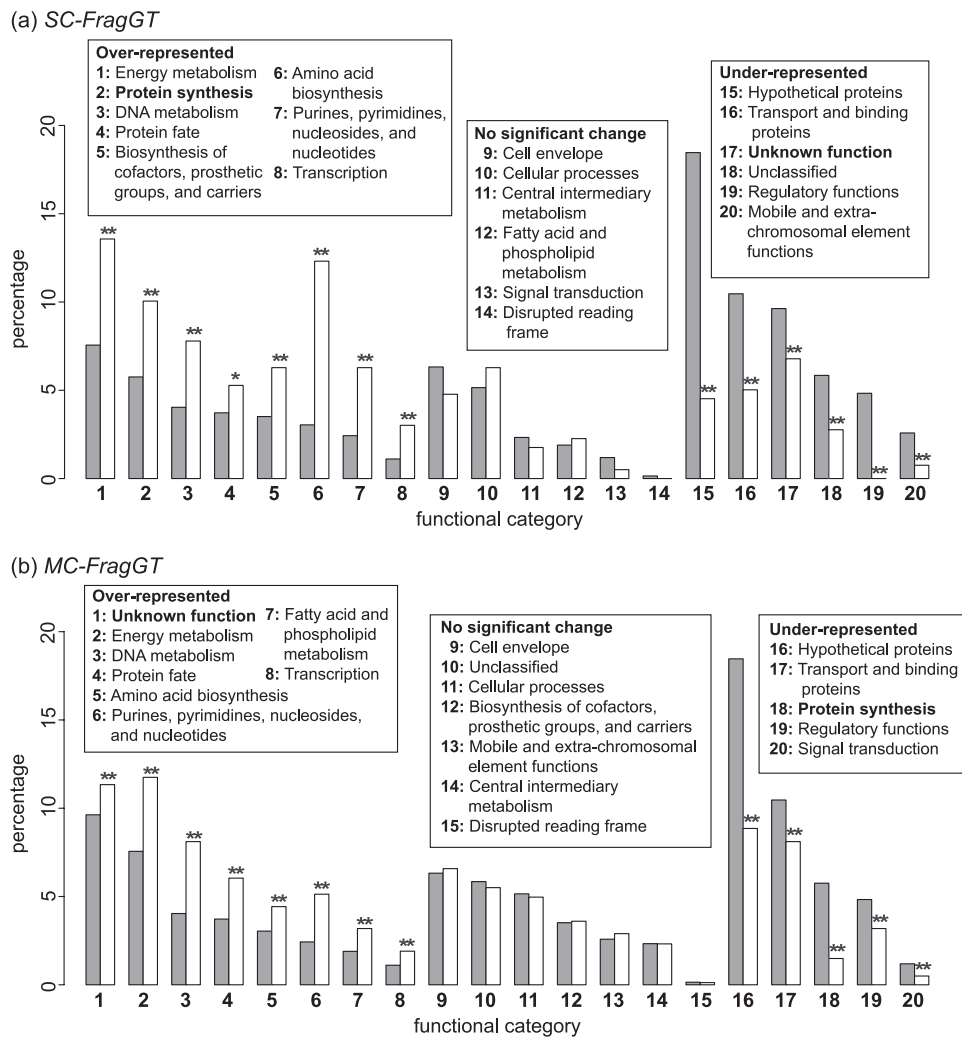 (a) SC-FragGT
Over-represented
1: Energy metabolism
2: Protein synthesis
3: DNA metabolism
4: Protein fate
5: Biosynthesis of
cofactors, prosthetic
groups, and carriers
6: Amino acid
biosynthesis
7: Purines, pyrimidines,
nucleosides, and
nucleotides
8: Transcription
No significant change
9: Cell envelope
10: Cellular processes
11: Central intermediary
metabolism
12: Fatty acid and
phospholipid
metabolism
13: Signal transduction
14: Disrupted reading
frame
Under-represented
15: Hypothetical proteins
16: Transport and binding
proteins
17: Unknown function
18: Unclassified
19: Regulatory functions
20: Mobile and extra-
chromosomal element
functions
percentage
20
15
10
5
0
** ** ** * ** ** ** ** ** ** ** ** ** **
1 2 3 4 5 6 7 8 9 10 11 12 13 14 15 16 17 18 19 20
functional category
(b) MC-FragGT
Over-represented
1: Unknown function
2: Energy metabolism
3: DNA metabolism
4: Protein fate
5: Amino acid biosynthesis
6: Purines, pyrimidines, nucleosides,
and nucleotides
7: Fatty acid and
phospholipid
metabolism
8: Transcription
No significant change
9: Cell envelope
10: Unclassified
11: Cellular processes
12: Biosynthesis of cofactors,
prosthetic groups, and carriers
13: Mobile and extra-chromosomal
element functions
14: Central intermediary
metabolism
15: Disrupted reading frame
Under-represented
16: Hypothetical proteins
17: Transport and binding
proteins
18: Protein synthesis
19: Regulatory functions
20: Signal transduction
percentage
20
15
10
5
0
** ** ** ** ** ** ** ** ** ** ** ** **
1 2 3 4 5 6 7 8 9 10 11 12 13 14 15 16 17 18 19 20
functional category